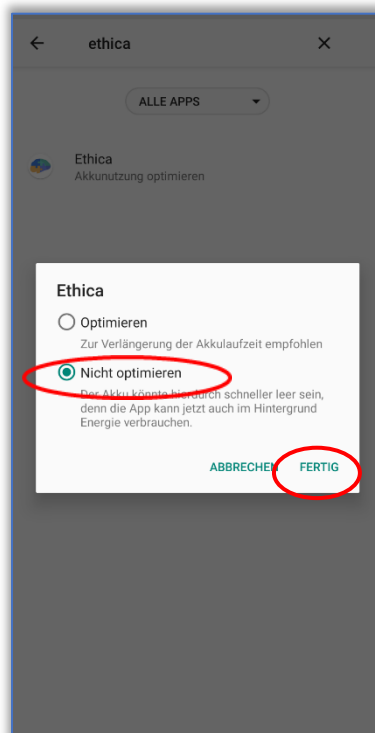 ethica
ALLE APPS
Ethica
Akkunutzung optimieren
Ethica
Optimieren
Zur Verlängerung der Akkulaufzeit empfohlen
Nicht optimieren
Der Akku könnte hierdurch schneller leer sein,
denn die App kann jetzt auch im Hintergrund
Energie verbrauchen.
ABBRECHEN FERTIG